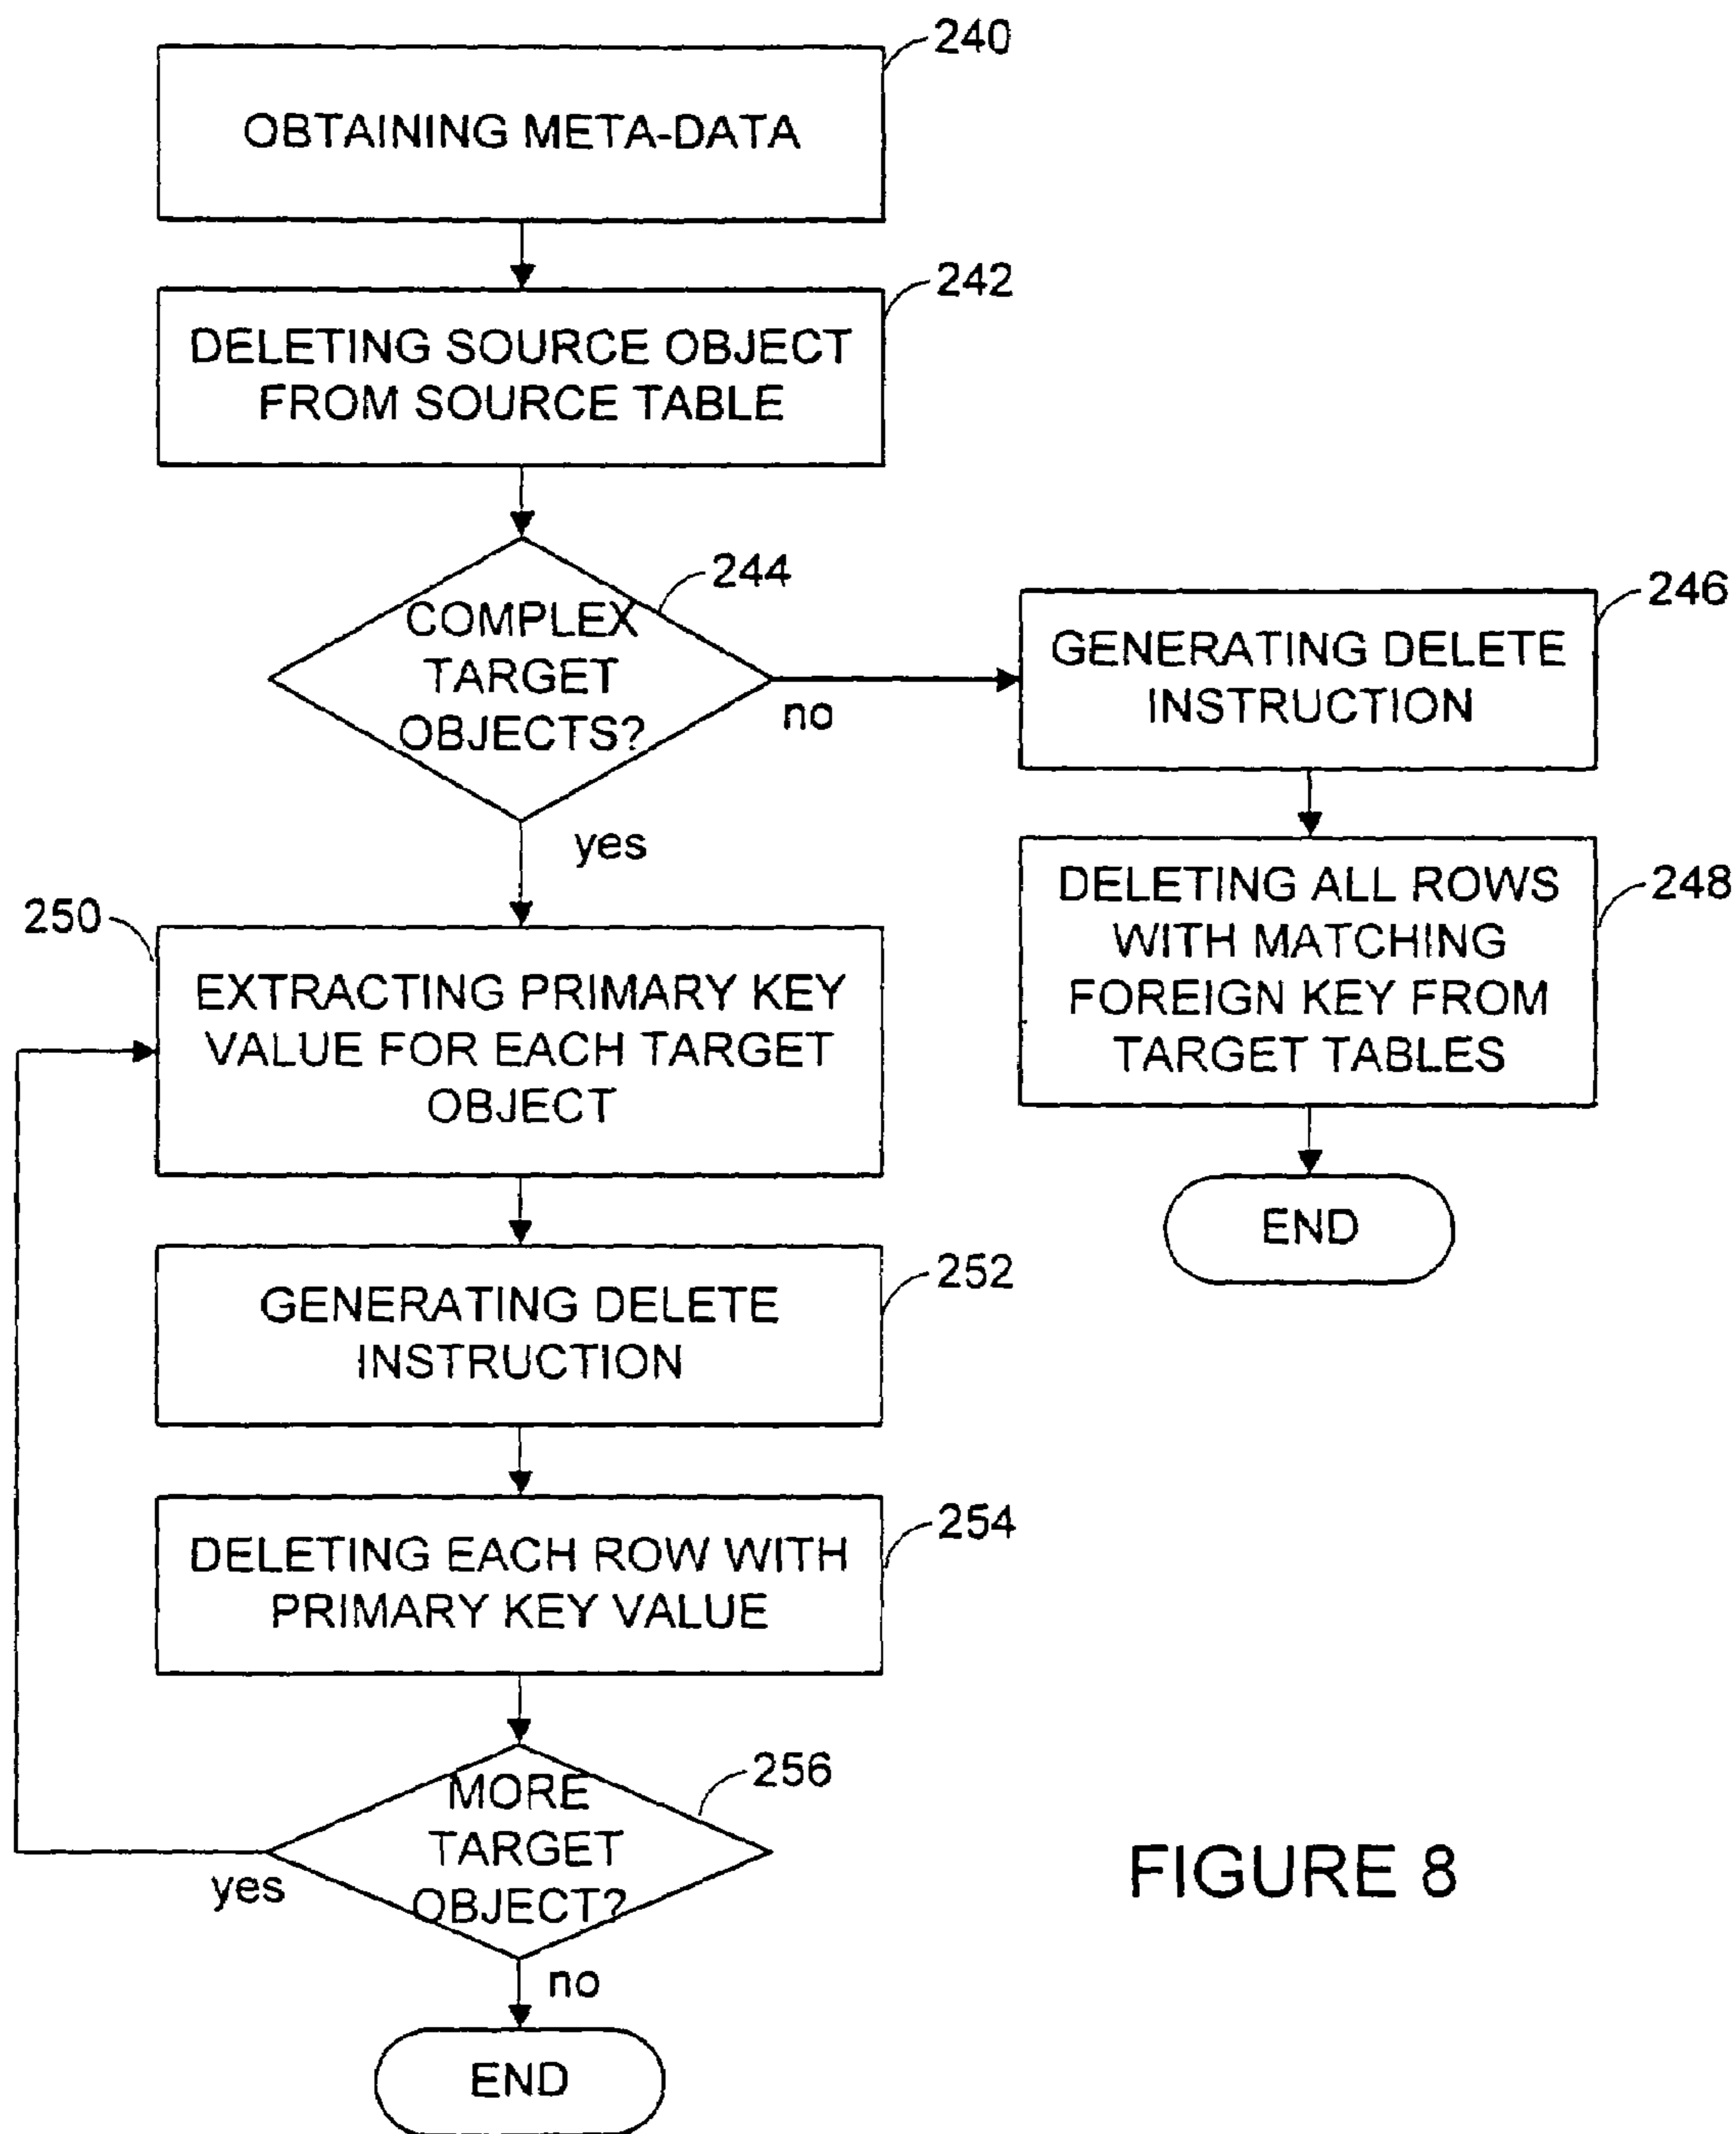 240
OBTAINING META-DATA
242
DELETING SOURCE OBJECT
FROM SOURCE TABLE
244
COMPLEX
TARGET
OBJECTS?
no
yes
246
GENERATING DELETE
INSTRUCTION
248
DELETING ALL ROWS
WITH MATCHING
FOREIGN KEY FROM
TARGET TABLES
END
250
EXTRACTING PRIMARY KEY
VALUE FOR EACH TARGET
OBJECT
252
GENERATING DELETE
INSTRUCTION
254
DELETING EACH ROW WITH
PRIMARY KEY VALUE
256
MORE
TARGET
OBJECT?
yes
no
END
FIGURE 8